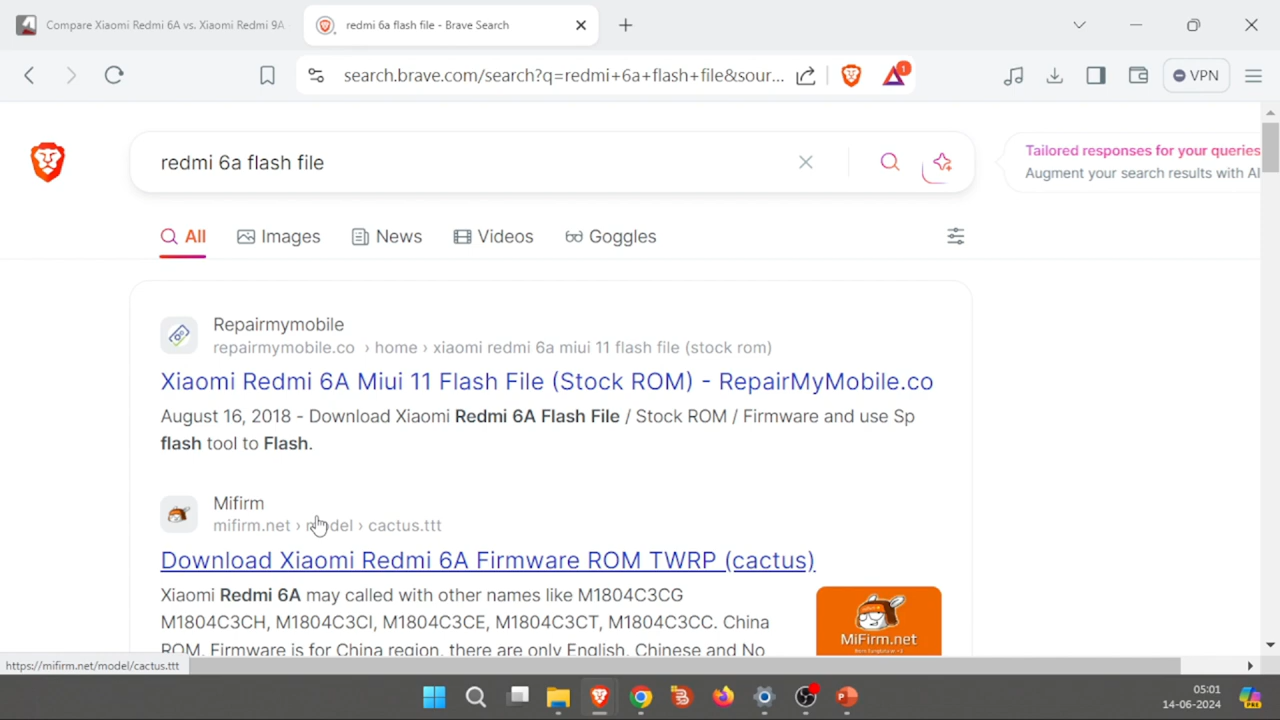 Compare Xiaomi Redmi 6A vs. Xiaomi Redmi 9A
redmi 6a flash file - Brave Search
search.brave.com/search?q=redmi+6a+flash+file&sour...
1
VPN
redmi 6a flash file
Tailored responses for your queries
Augment your search results with AI
All
Images
News
Videos
Goggles
Repairmymobile
repairmymobile.co › home › xiaomi redmi 6a miui 11 flash file (stock rom)
Xiaomi Redmi 6A Miui 11 Flash File (Stock ROM) - RepairMyMobile.co
August 16, 2018 - Download Xiaomi Redmi 6A Flash File / Stock ROM / Firmware and use Sp
flash tool to Flash.
Mifirm
mifirm.net › model › cactus.ttt
Download Xiaomi Redmi 6A Firmware ROM TWRP (cactus)
Xiaomi Redmi 6A may called with other names like M1804C3CG
M1804C3CH, M1804C3CI, M1804C3CE, M1804C3CT, M1804C3CC. China
ROM, Firmware is for China region, there are only English, Chinese and No
MiFirm.net
https://mifirm.net/model/cactus.ttt
05:01
14-06-2024